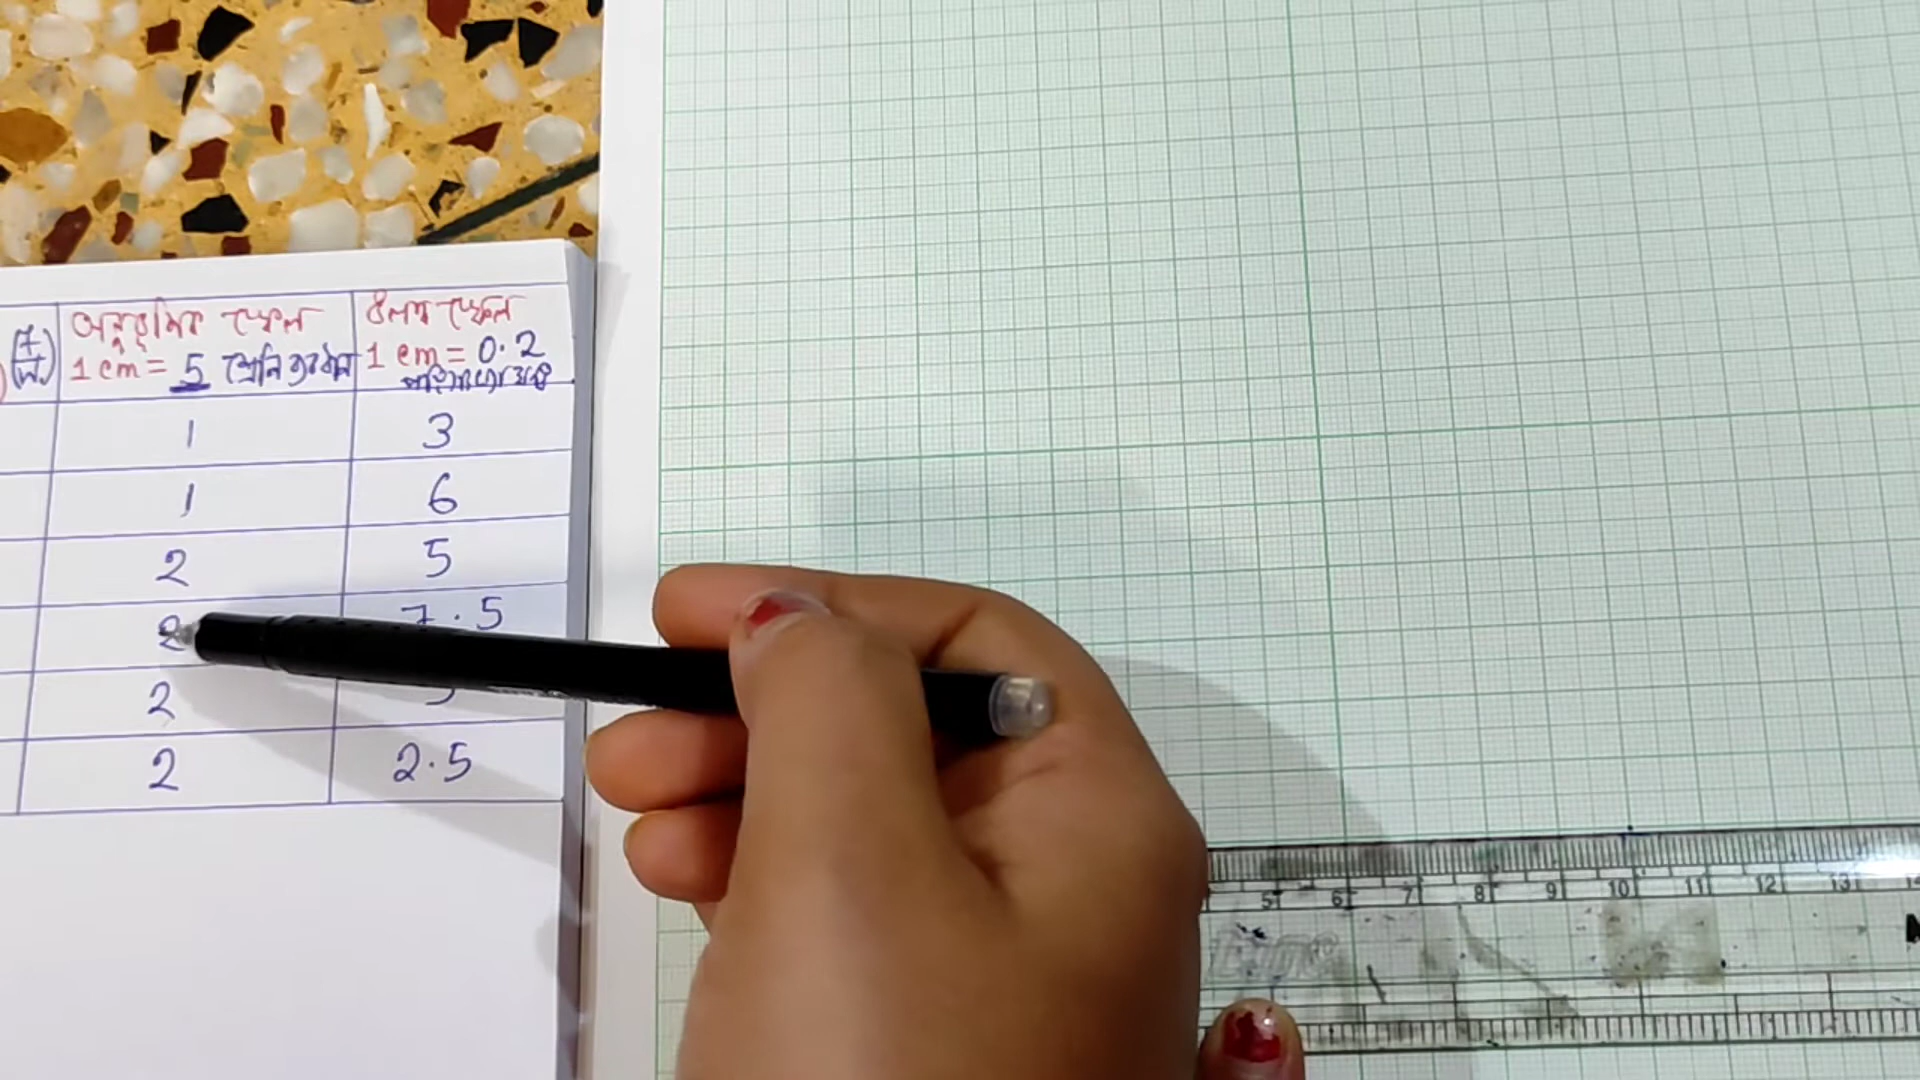 অনুভূমিক স্কেল
1 cm = 5 শ্রেনি ব্যবধান
উলম্ব স্কেল
1 cm = 0.2
1 3
1 6
2 5
2 7.5
2
2 2.5
5 6 7 8 9 10 11 12 13